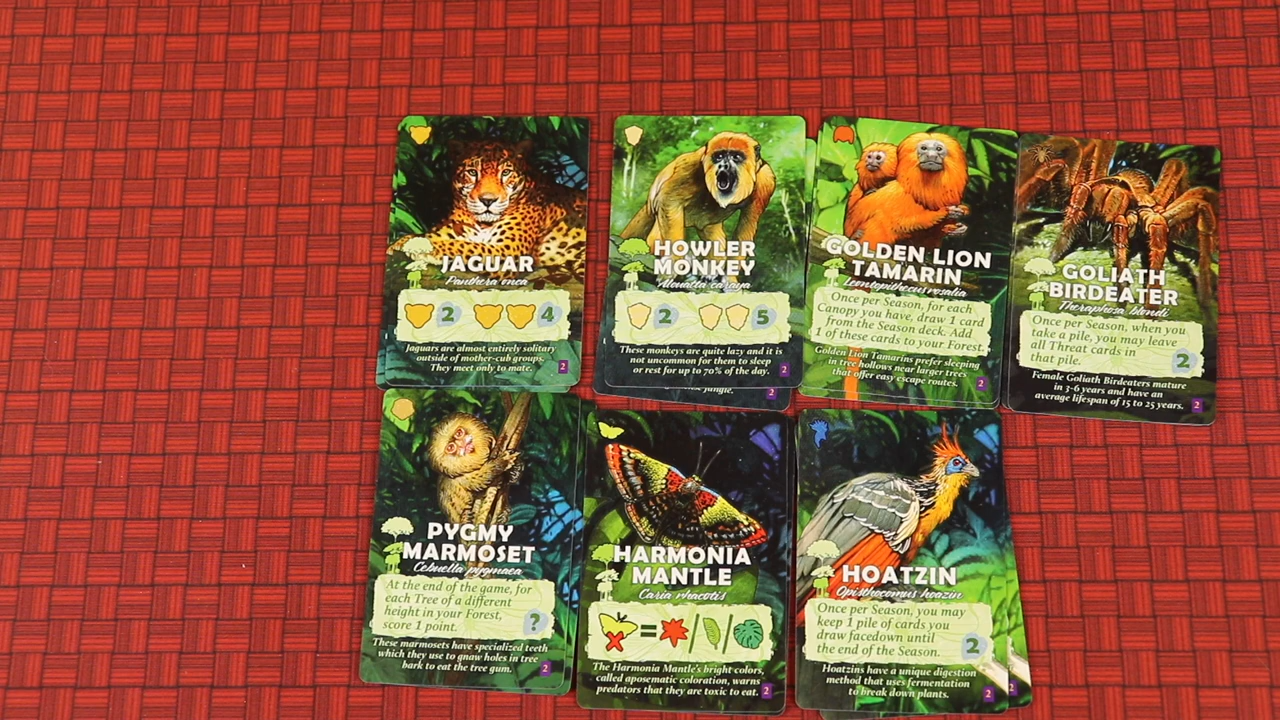 JAGUAR
Panthera onca
2 4
Jaguars are almost entirely solitary
outside of mother-cub groups.
They meet only to mate.
2
HOWLER
MONKEY
Alouatta caraya
2 5
These monkeys are quite lazy and it is
not uncommon for them to sleep
or rest for up to 70% of the day.
2
jungle.
GOLDEN LION
TAMARIN
Leontopithecus rosalia
Once per Season, for each
Canopy you have, draw 1 card
from the Season deck. Add
1 of these cards to your Forest.
Golden Lion Tamarins prefer sleeping
in tree hollows near larger trees
that offer easy escape routes.
2
GOLIATH
BIRDEATER
Theraphosa blondi
Once per Season, when you
take a pile, you may leave
all Threat cards in
that pile.
2
Female Goliath Birdeaters mature
in 3-6 years and have an
average lifespan of 15 to 25 years.
2
PYGMY
MARMOSET
Cebuella pygmaea
At the end of the game, for
each Tree of a different
height in your Forest,
score 1 point.
?
These marmosets have specialized teeth
which they use to gnaw holes in tree
bark to eat the tree gum.
2
HARMONIA
MANTLE
Caria rhacotis
= / /
The Harmonia Mantle's bright colors,
called aposematic coloration, warns
predators that they are toxic to eat.
2
HOATZIN
Opisthocomus hoazin
Once per Season, you may
keep 1 pile of cards you
draw facedown until
the end of the Season.
2
Hoatzins have a unique digestion
method that uses fermentation
to break down plants.
2
2